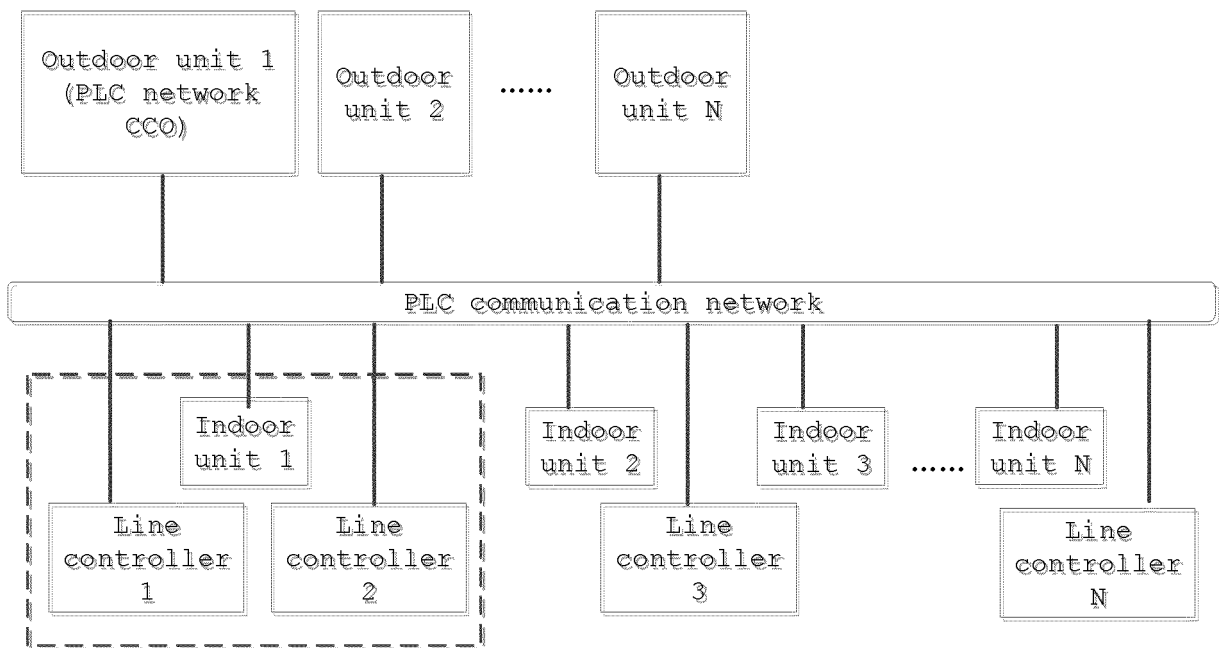 Outdoor unit 1
(PLC network
CCO)
Outdoor
unit 2
......
Outdoor
unit N
PLC communication network
Indoor
unit 1
Indoor
unit 2
Indoor
unit 3
......
Indoor
unit N
Line
controller
1
Line
controller
2
Line
controller
3
Line
controller
N